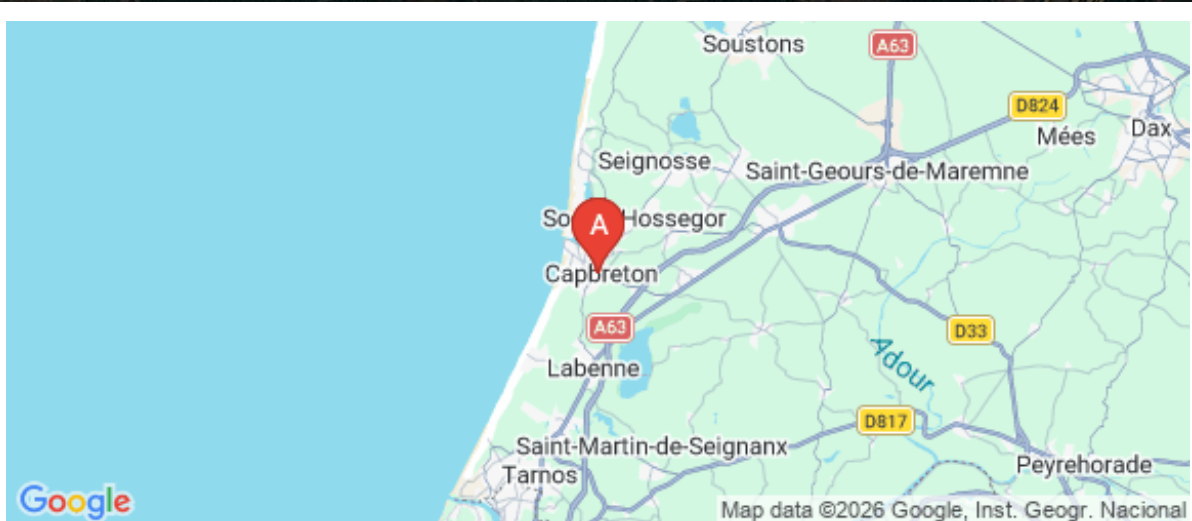 Soustons
A63
D824
Mées
Dax
Seignosse
Saint-Geours-de-Maremne
A
Hossegor
Capbreton
A63
D33
Labenne
Adour
D817
Saint-Martin-de-Seignanx
Tarnos
Peyrehorade
Google
Map data ©2026 Google, Inst. Geogr. Nacional